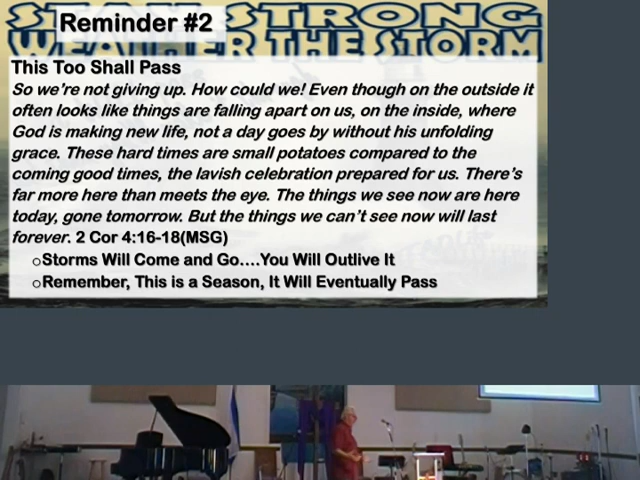 STAND STRONG
WEATHER THE STORM
Reminder #2
This Too Shall Pass
So we're not giving up. How could we! Even though on the outside it
often looks like things are falling apart on us, on the inside, where
God is making new life, not a day goes by without his unfolding
grace. These hard times are small potatoes compared to the
coming good times, the lavish celebration prepared for us. There's
far more here than meets the eye. The things we see now are here
today, gone tomorrow. But the things we can't see now will last
forever. 2 Cor 4:16-18(MSG)
oStorms Will Come and Go....You Will Outlive It
oRemember, This is a Season, It Will Eventually Pass